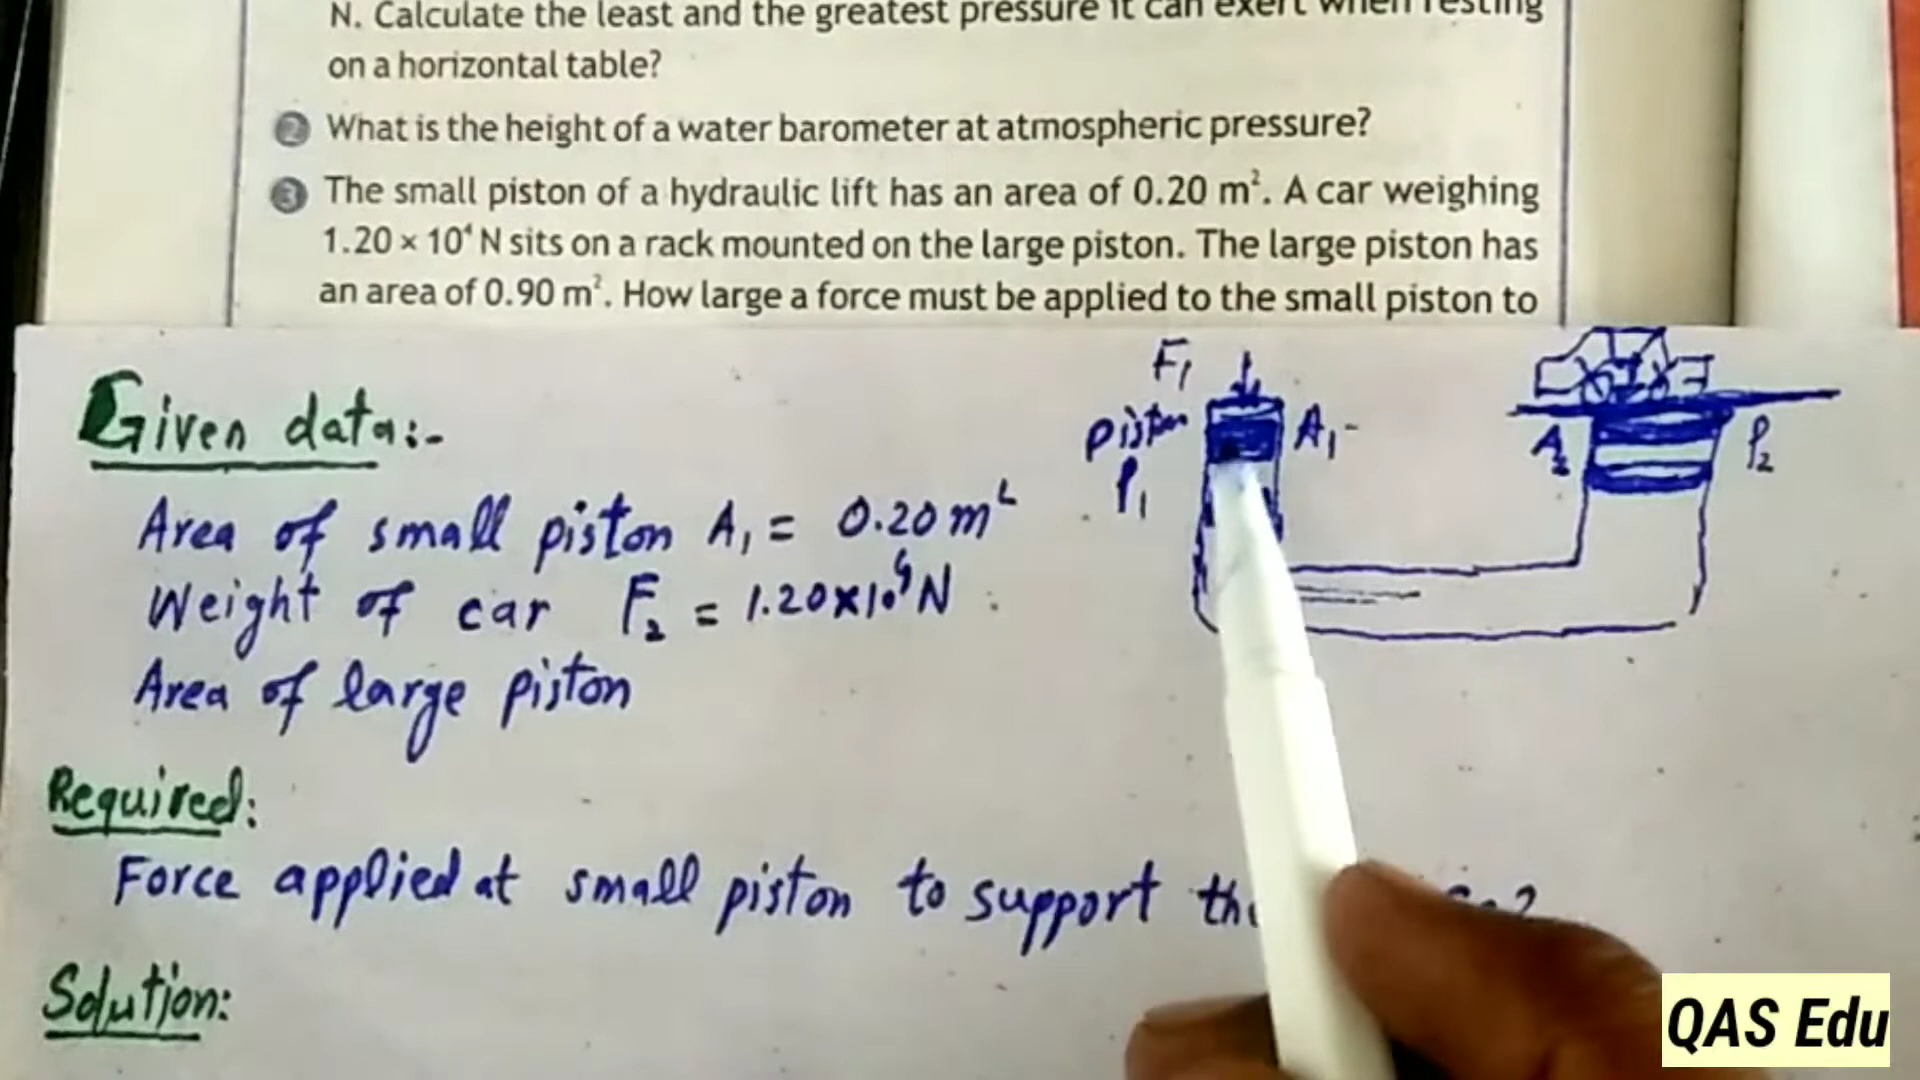 N. Calculate the least and the greatest pressure it can exert when resting
on a horizontal table?
2 What is the height of a water barometer at atmospheric pressure?
3 The small piston of a hydraulic lift has an area of 0.20 m². A car weighing
1.20 × 10⁴ N sits on a rack mounted on the large piston. The large piston has
an area of 0.90 m². How large a force must be applied to the small piston to
Given data:-
F₁
piston
P₁
A₁-
A₂
P₂
Area of small piston A₁ = 0.20 m²
Weight of car F₂ = 1.20×10⁴ N
Area of large piston
Required:
Force applied at small piston to support
Solution:
QAS Edu